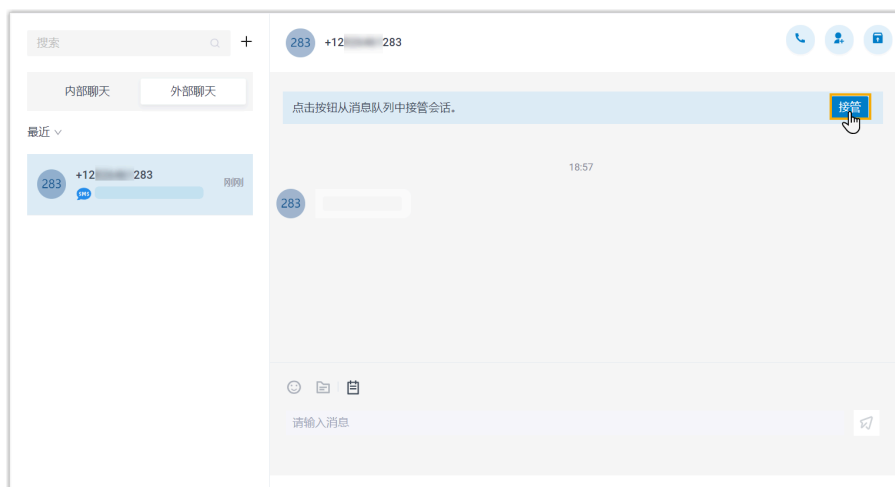 搜索
内部聊天 外部聊天
最近
283 +12 283 刚刚
SMS
283 +12 283
点击按钮从消息队列中接管会话。 接管
18:57
283
请输入消息